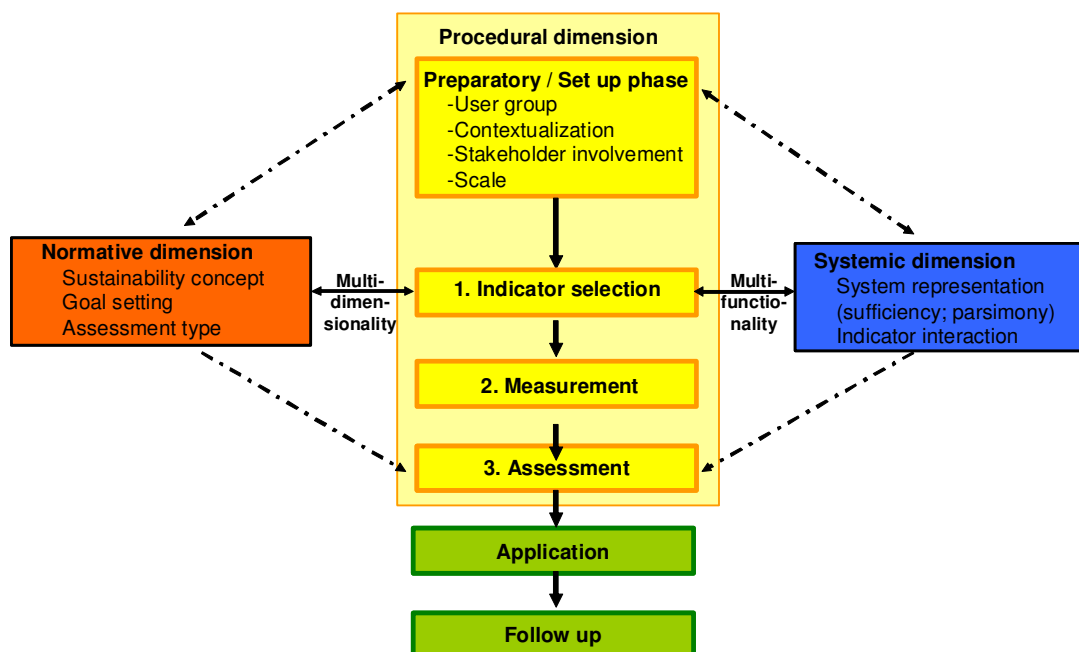 Procedural dimension
Preparatory / Set up phase
-User group
-Contextualization
-Stakeholder involvement
-Scale
Normative dimension
Sustainability concept
Goal setting
Assessment type
Multi-
dimen-
sionality
1. Indicator selection
Multi-
functio-
nality
Systemic dimension
System representation
(sufficiency; parsimony)
Indicator interaction
2. Measurement
3. Assessment
Application
Follow up